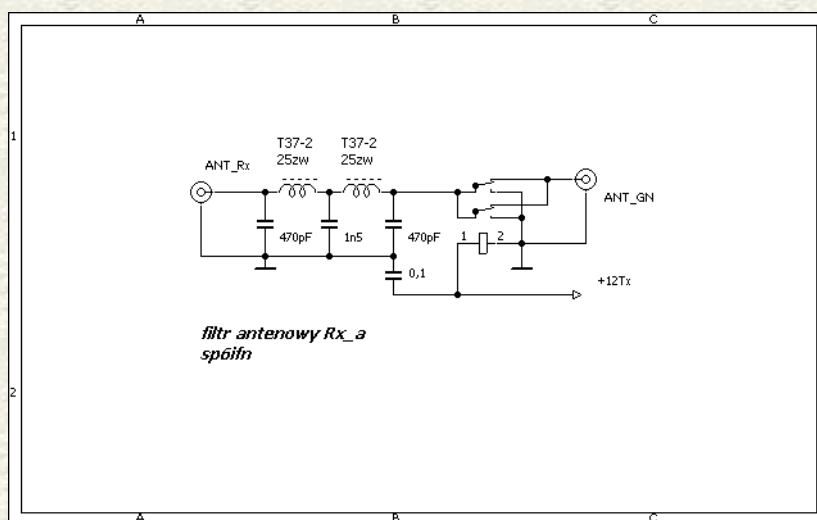 A B C
1
T37-2 T37-2
25zw 25zw
ANT_Rx
ANT_GN
470pF 1n5 470pF 1 2
0,1
+12Tx
filtr antenowy Rx_a
sp6ifn
2
A B C